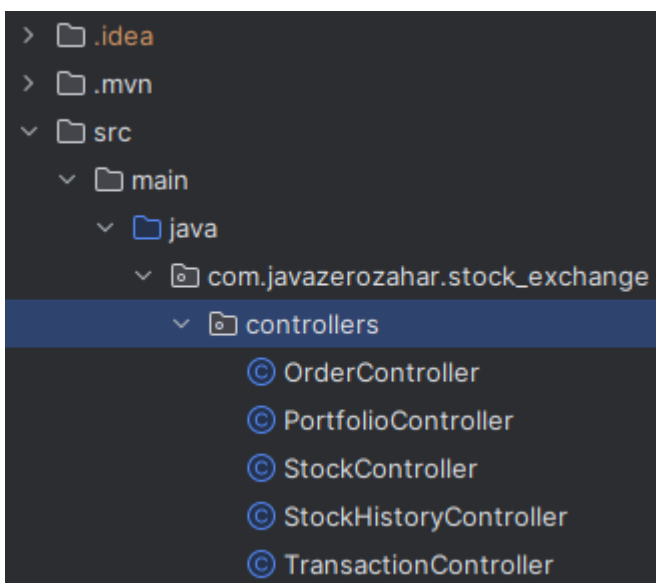 .idea
.mvn
src
main
java
com.javazerozahar.stock_exchange
controllers
OrderController
PortfolioController
StockController
StockHistoryController
TransactionController